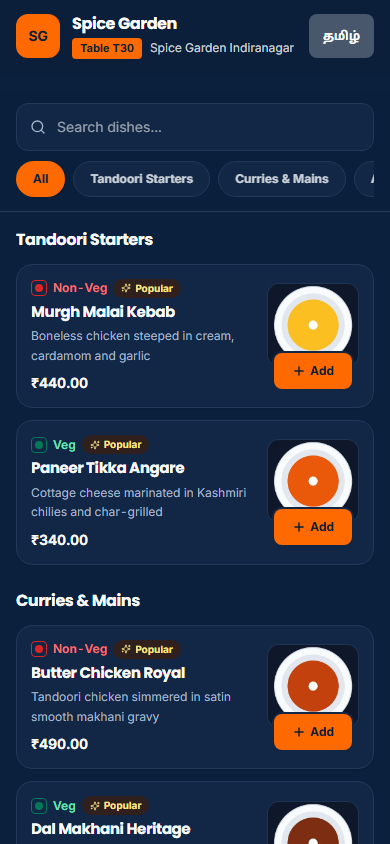 SG
Spice Garden
Table T30
Spice Garden Indiranagar
தமிழ்
Search dishes...
All
Tandoori Starters
Curries & Mains
Tandoori Starters
Non-Veg
Popular
Murgh Malai Kebab
Boneless chicken steeped in cream,
cardamom and garlic
₹440.00
+ Add
Veg
Popular
Paneer Tikka Angare
Cottage cheese marinated in Kashmiri
chilies and char-grilled
₹340.00
+ Add
Curries & Mains
Non-Veg
Popular
Butter Chicken Royal
Tandoori chicken simmered in satin
smooth makhani gravy
₹490.00
+ Add
Veg
Popular
Dal Makhani Heritage